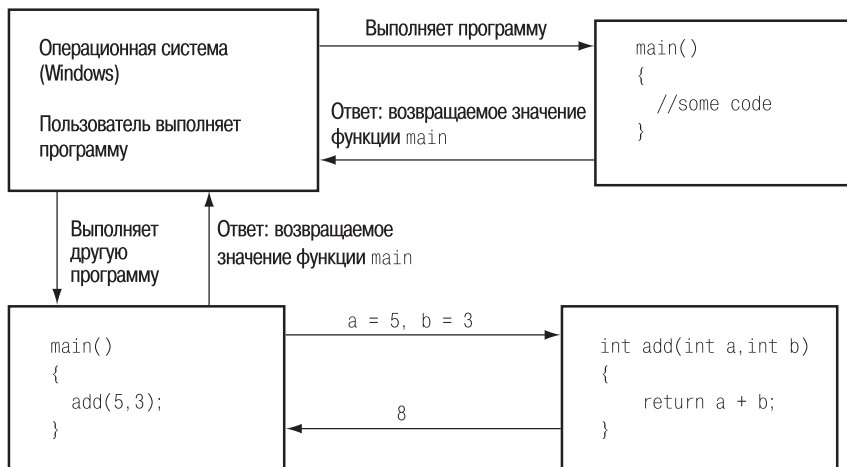 Операционная система
(Windows)
Пользователь выполняет
программу
Выполняет программу
Ответ: возвращаемое значение
функции main
main()
{
//some code
}
Выполняет
другую
программу
Ответ: возвращаемое
значение функции main
main()
{
add(5,3);
}
a = 5, b = 3
8
int add(int a,int b)
{
return a + b;
}